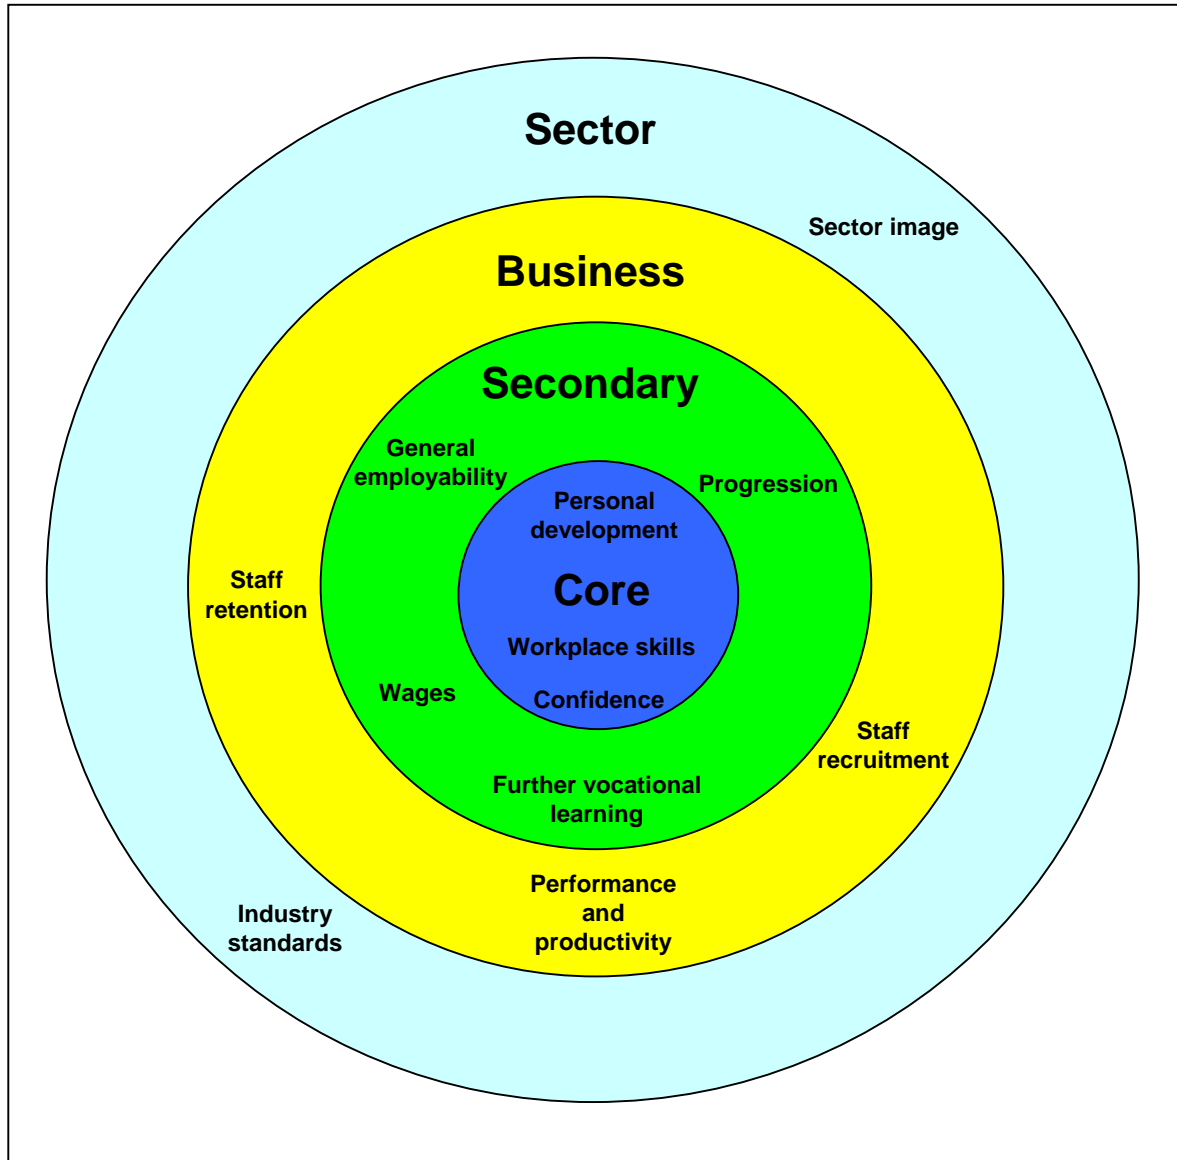 Sector
Sector image
Business
Secondary
General
employability
Progression
Personal
development
Core
Staff
retention
Workplace skills
Wages
Confidence
Staff
recruitment
Further vocational
learning
Performance
and
productivity
Industry
standards